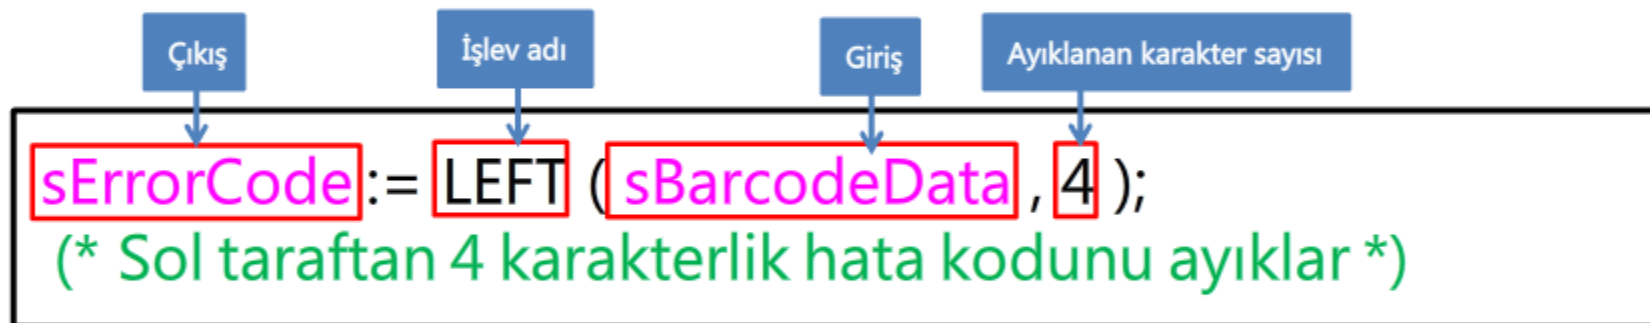 Çıkış
İşlev adı
Giriş
Ayıklanan karakter sayısı
sErrorCode := LEFT ( sBarcodeData , 4 );
(* Sol taraftan 4 karakterlik hata kodunu ayıklar *)